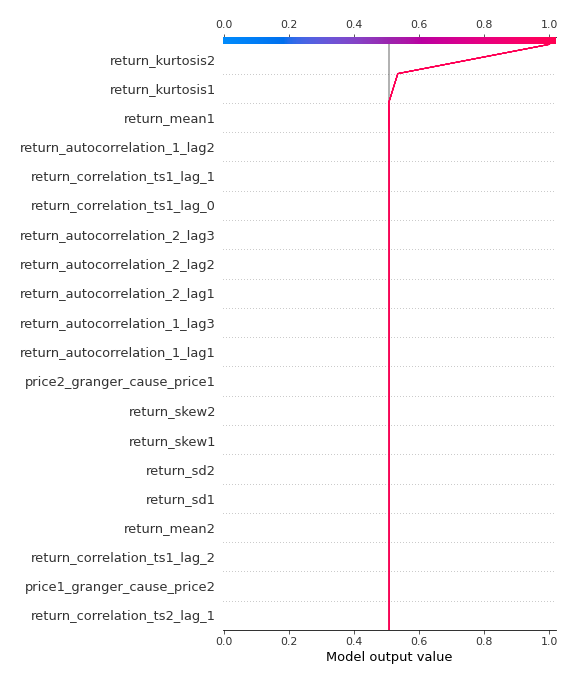 0.0 0.2 0.4 0.6 0.8 1.0
return_kurtosis2
return_kurtosis1
return_mean1
return_autocorrelation_1_lag2
return_correlation_ts1_lag_1
return_correlation_ts1_lag_0
return_autocorrelation_2_lag3
return_autocorrelation_2_lag2
return_autocorrelation_2_lag1
return_autocorrelation_1_lag3
return_autocorrelation_1_lag1
price2_granger_cause_price1
return_skew2
return_skew1
return_sd2
return_sd1
return_mean2
return_correlation_ts1_lag_2
price1_granger_cause_price2
return_correlation_ts2_lag_1
0.0 0.2 0.4 0.6 0.8 1.0
Model output value